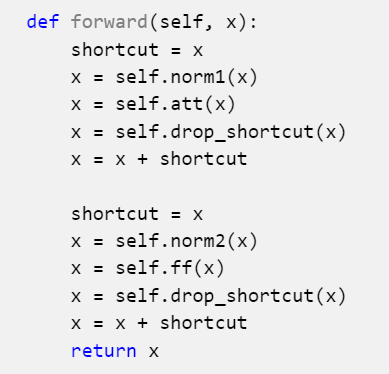 def forward(self, x):
    shortcut = x
    x = self.norm1(x)
    x = self.att(x)
    x = self.drop_shortcut(x)
    x = x + shortcut

    shortcut = x
    x = self.norm2(x)
    x = self.ff(x)
    x = self.drop_shortcut(x)
    x = x + shortcut
    return x